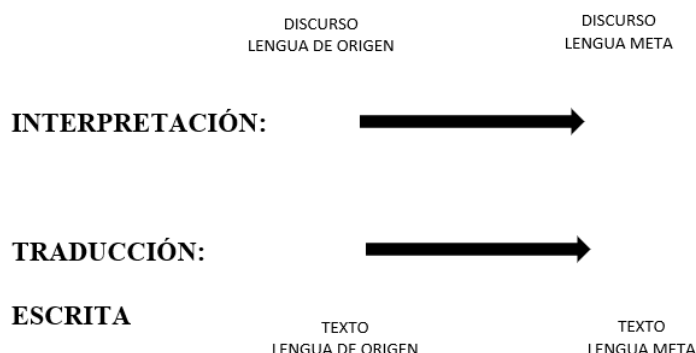 DISCURSO
LENGUA DE ORIGEN
DISCURSO
LENGUA META
INTERPRETACIÓN:
TRADUCCIÓN:
ESCRITA
TEXTO
LENGUA DE ORIGEN
TEXTO
LENGUA META